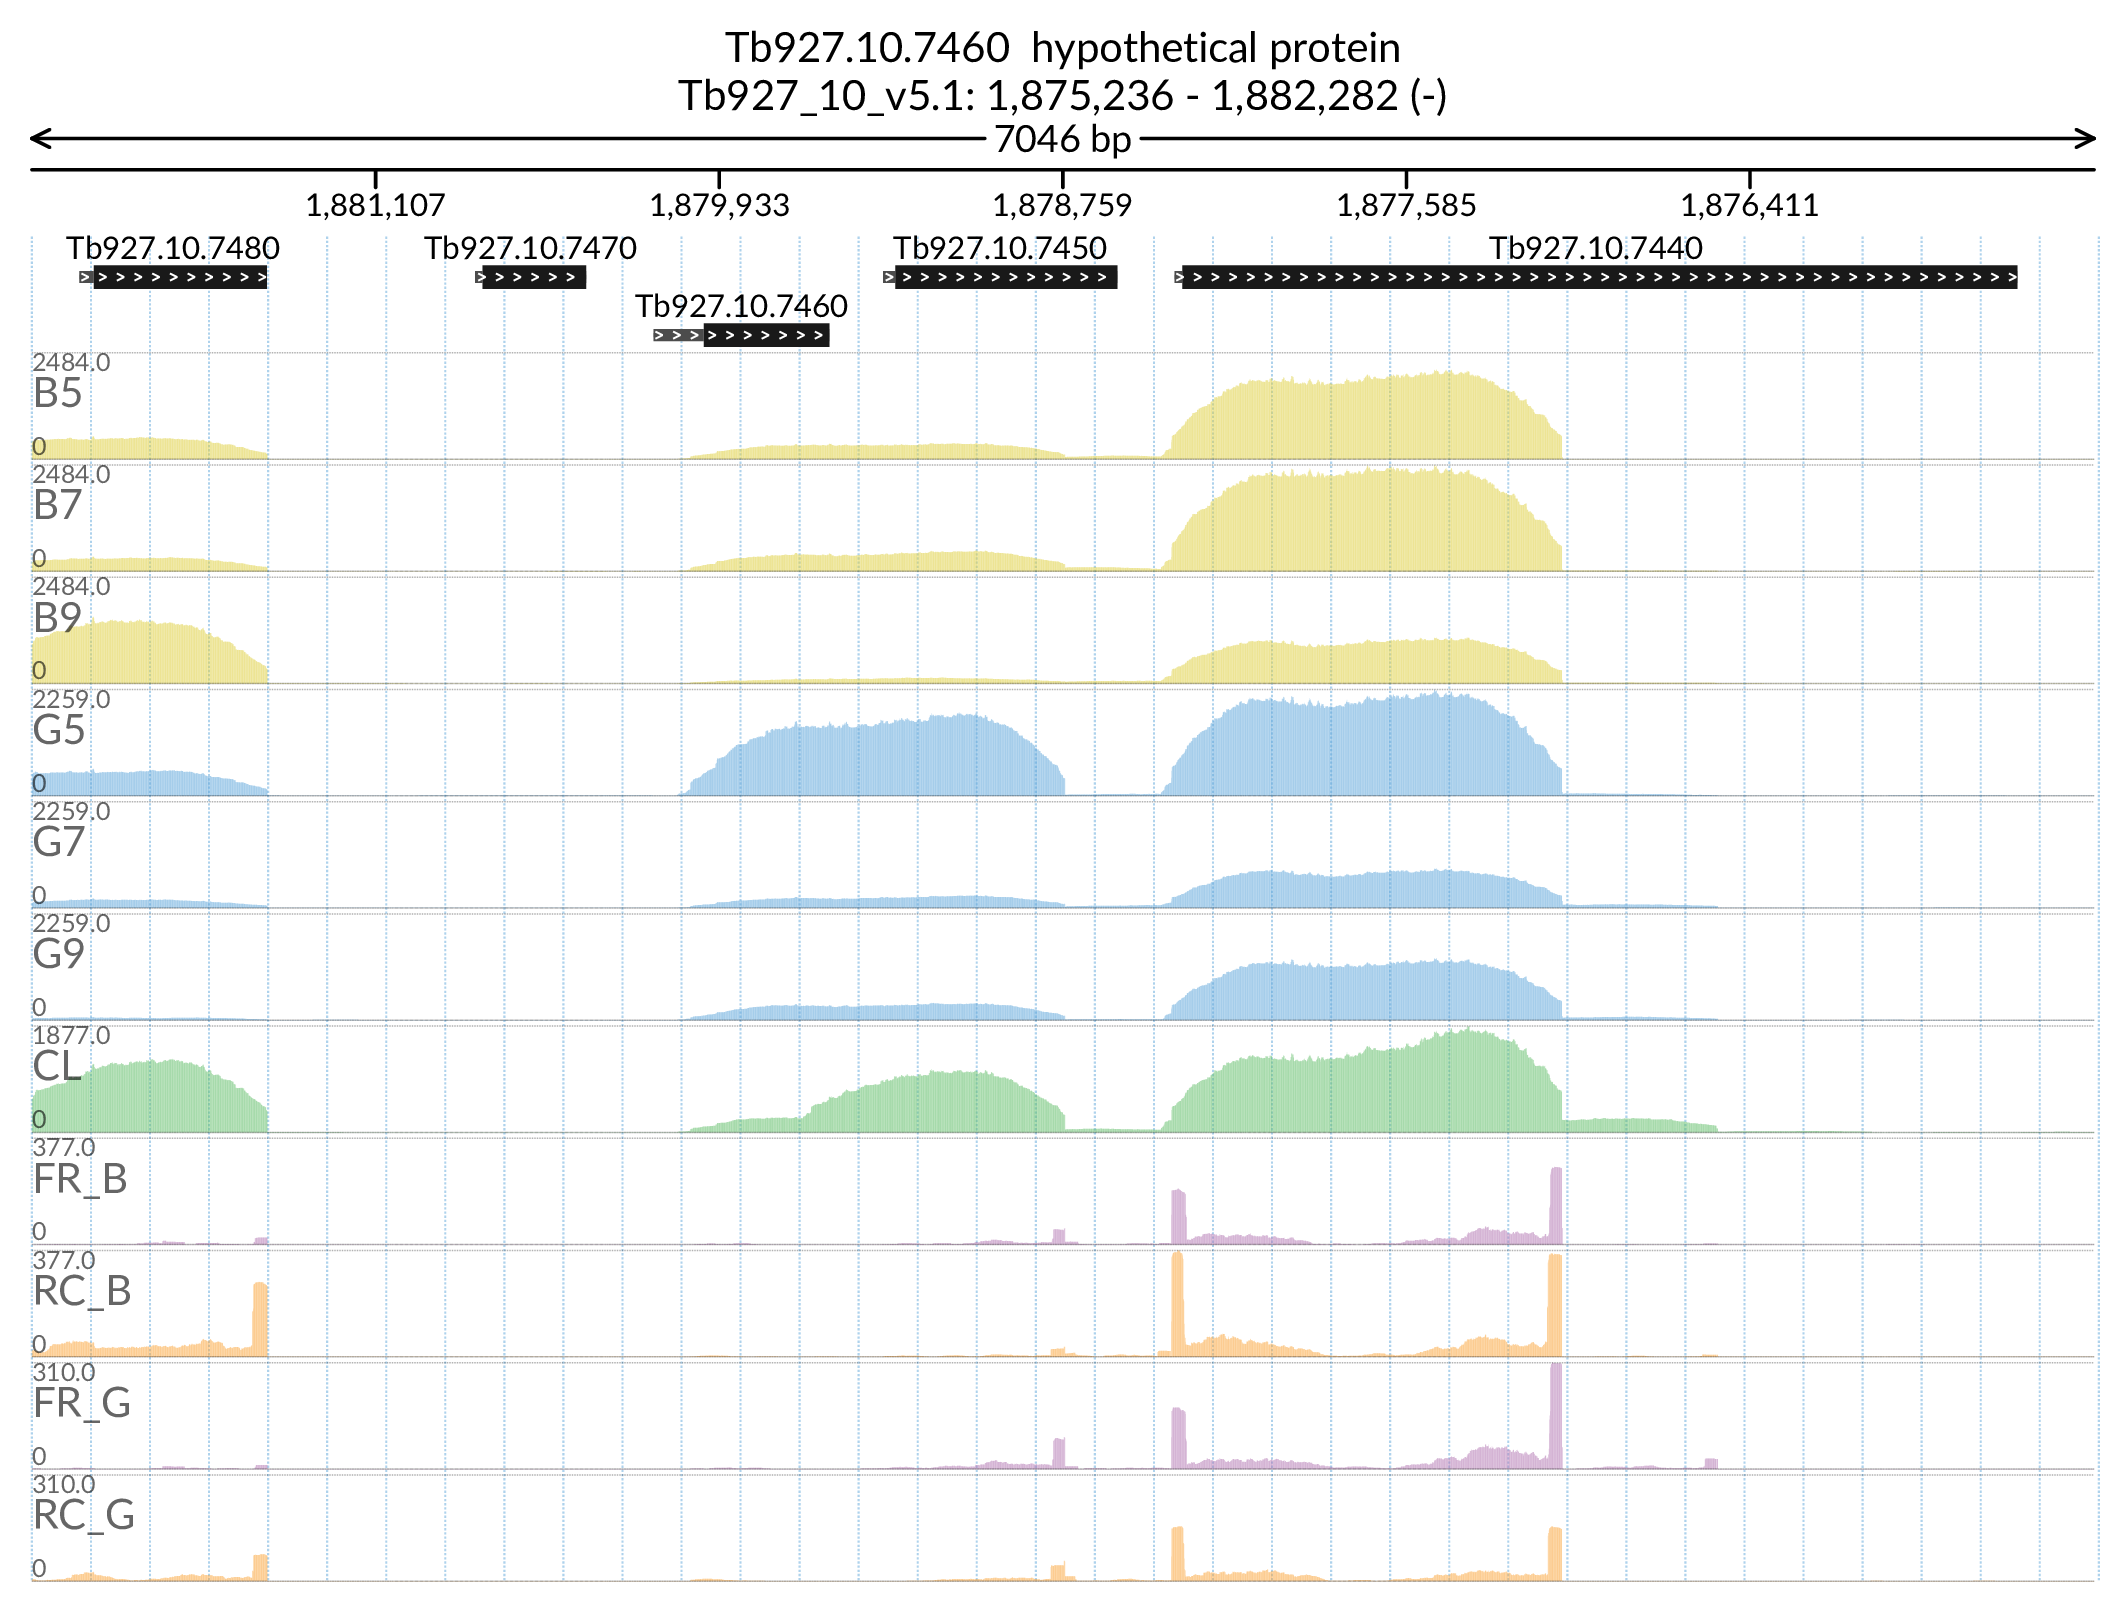 Tb927.10.7460  hypothetical protein
Tb927_10_v5.1: 1,875,236 - 1,882,282 (-)
7046 bp
1,881,107 1,879,933 1,878,759 1,877,585 1,876,411
Tb927.10.7480 Tb927.10.7470 Tb927.10.7450 Tb927.10.7440
Tb927.10.7460
2484.0
B5
0
2484.0
B7
0
2484.0
B9
0
2259.0
G5
0
2259.0
G7
0
2259.0
G9
0
1877.0
CL
0
377.0
FR_B
0
377.0
RC_B
0
310.0
FR_G
0
310.0
RC_G
0